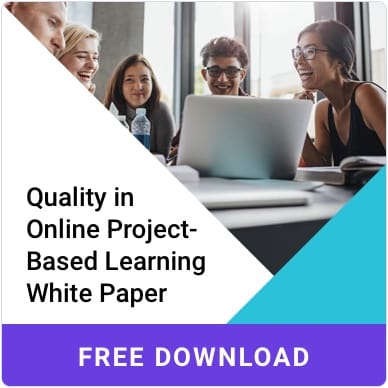 Quality in
Online Project-
Based Learning
White Paper
FREE DOWNLOAD